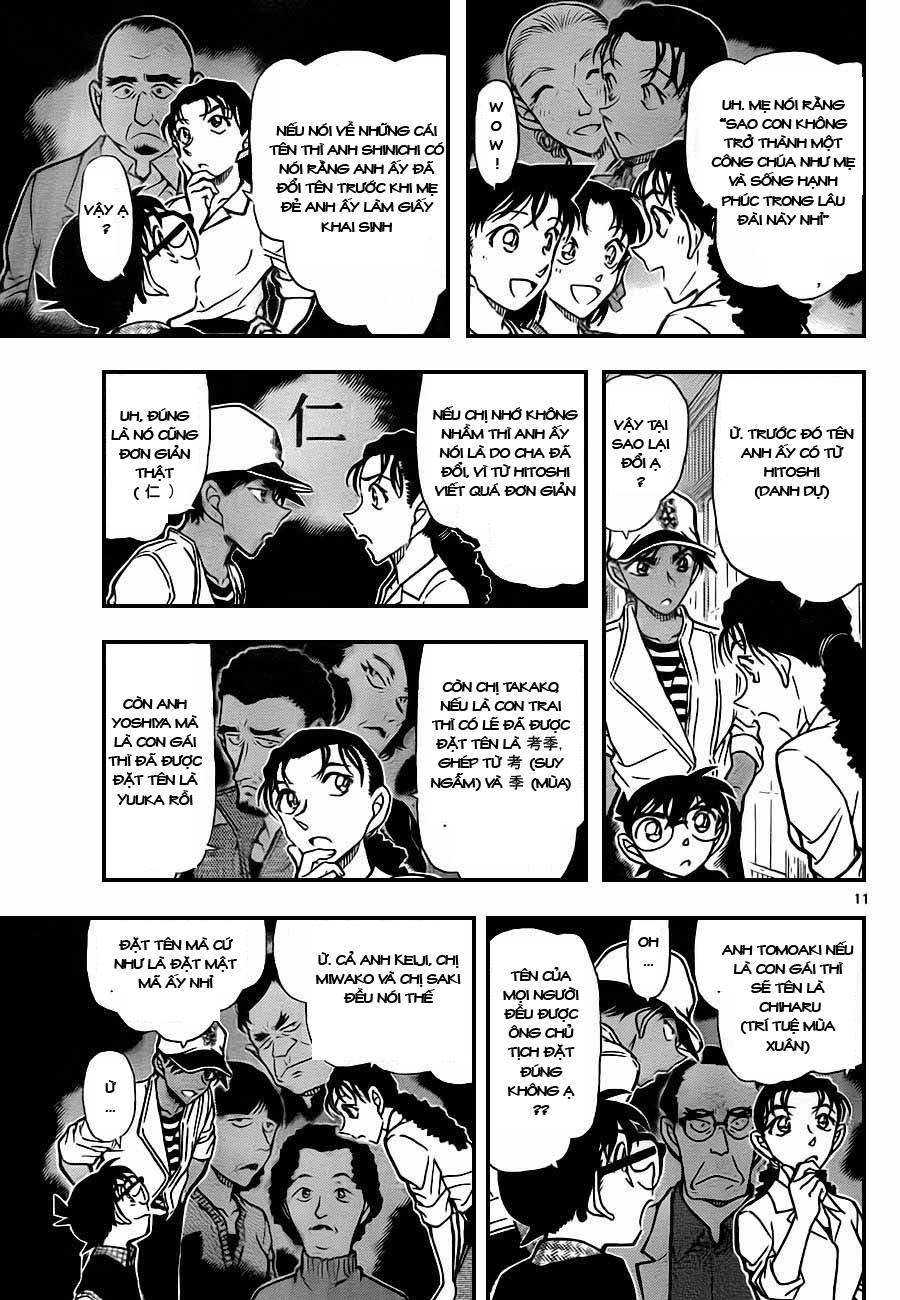 UH. MẸ NÓI RẰNG
"SAO CON KHÔNG
TRỞ THÀNH MỘT
CÔNG CHÚA NHƯ MẸ
VÀ SỐNG HẠNH
PHÚC TRONG LÂU
ĐÀI NÀY NHỈ"
,
WOW!
NẾU NÓI VỀ NHỮNG CÁI
TÊN THÌ ANH SHINICHI CÓ
NÓI RẰNG ANH ẤY ĐÃ
ĐỔI TÊN TRƯỚC KHI MẸ
ĐẺ ANH ẤY LÀM GIẤY
KHAI SINH
VẬY Ạ
?
Ừ. TRƯỚC ĐÓ TÊN
ANH ẤY CÓ TỪ
HITOSHI
(DANH DỰ)
VẬY TẠI
SAO LẠI
ĐỔI Ạ
?
NẾU CHỊ NHỚ KHÔNG
NHẦM THÌ ANH ẤY
NÓI LÀ DO CHA ĐÃ
ĐỔI, VÌ TỪ HITOSHI
VIẾT QUÁ ĐƠN GIẢN
仁
UH, ĐÚNG
LÀ NÓ CŨNG
ĐƠN GIẢN
THẬT
(仁)
CÒN CHỊ TAKAKO,
NẾU LÀ CON TRAI
THÌ CÓ LẼ ĐÃ ĐƯỢC
ĐẶT TÊN LÀ 考季,
GHÉP TỪ 考 (SUY
NGẪM) VÀ 季 (MÙA)
CÒN ANH
YOSHIYA MÀ
LÀ CON GÁI
THÌ ĐÃ ĐƯỢC
ĐẶT TÊN LÀ
YUUKA RỒI
11
ANH TOMOAKI NẾU
LÀ CON GÁI THÌ
SẼ TÊN LÀ
CHIHARU
(TRÍ TUỆ MÙA
XUÂN)
OH
...
TÊN CỦA
MỌI NGƯỜI
ĐỀU ĐƯỢC
ÔNG CHỦ
TỊCH ĐẶT
ĐÚNG
KHÔNG Ạ
??
Ừ. CẢ ANH KEIJI, CHỊ
MIWAKO VÀ CHỊ SAKI
ĐỀU NÓI THẾ
ĐẶT TÊN MÀ CỨ
NHƯ LÀ ĐẶT MẬT
MÃ ẤY NHỈ
Ừ
...